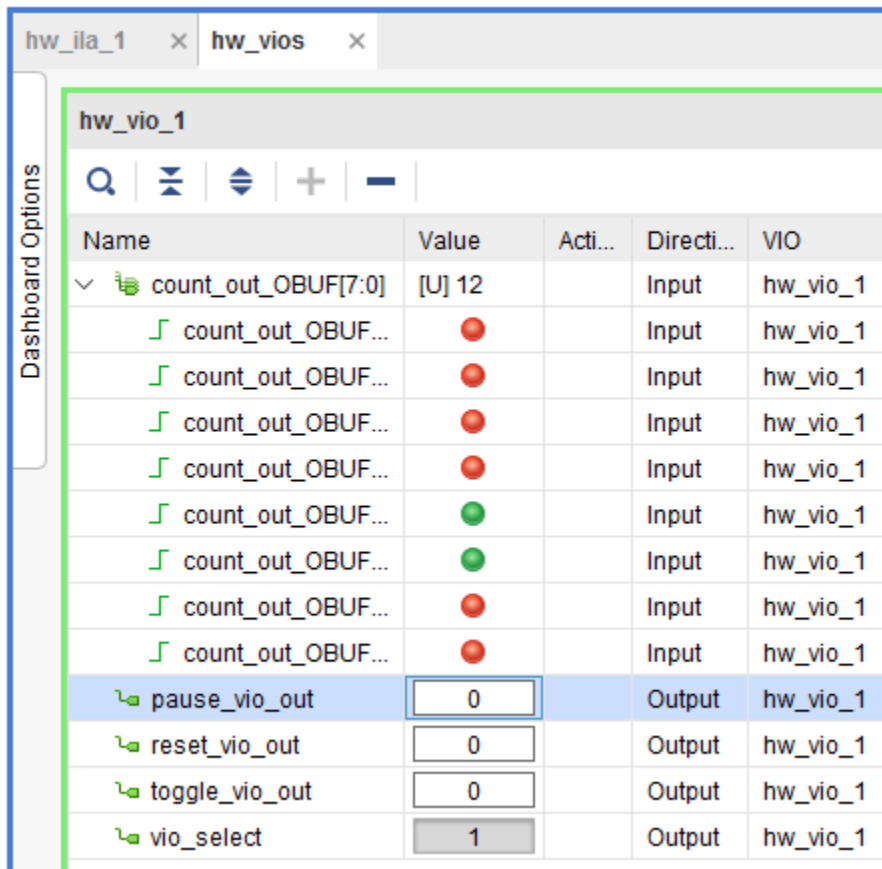 hw_ila_1 hw_vios
Dashboard Options
hw_vio_1
Name Value Acti... Directi... VIO
count_out_OBUF[7:0] [U] 12 Input hw_vio_1
count_out_OBUF... Input hw_vio_1
count_out_OBUF... Input hw_vio_1
count_out_OBUF... Input hw_vio_1
count_out_OBUF... Input hw_vio_1
count_out_OBUF... Input hw_vio_1
count_out_OBUF... Input hw_vio_1
count_out_OBUF... Input hw_vio_1
count_out_OBUF... Input hw_vio_1
pause_vio_out 0 Output hw_vio_1
reset_vio_out 0 Output hw_vio_1
toggle_vio_out 0 Output hw_vio_1
vio_select 1 Output hw_vio_1